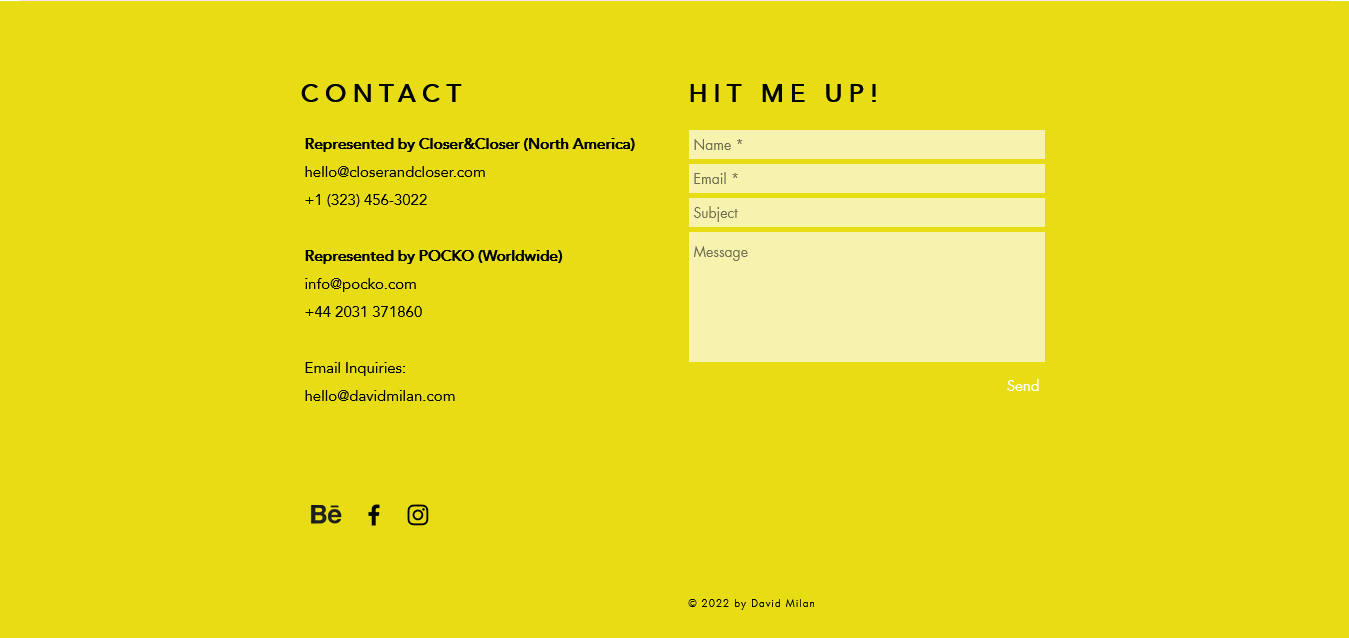 CONTACT
Represented by Closer&Closer (North America)
hello@closerandcloser.com
+1 (323) 456-3022
Represented by POCKO (Worldwide)
info@pocko.com
+44 2031 371860
Email Inquiries:
hello@davidmilan.com
Bē
HIT ME UP!
Name *
Email *
Subject
Message
Send
© 2022 by David Milan